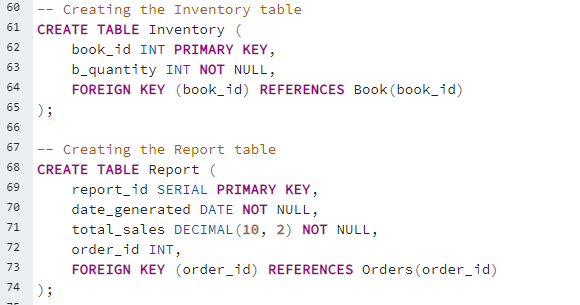 60 -- Creating the Inventory table
61 CREATE TABLE Inventory (
62 book_id INT PRIMARY KEY,
63 b_quantity INT NOT NULL,
64 FOREIGN KEY (book_id) REFERENCES Book(book_id)
65 );
66
67 -- Creating the Report table
68 CREATE TABLE Report (
69 report_id SERIAL PRIMARY KEY,
70 date_generated DATE NOT NULL,
71 total_sales DECIMAL(10, 2) NOT NULL,
72 order_id INT,
73 FOREIGN KEY (order_id) REFERENCES Orders(order_id)
74 );